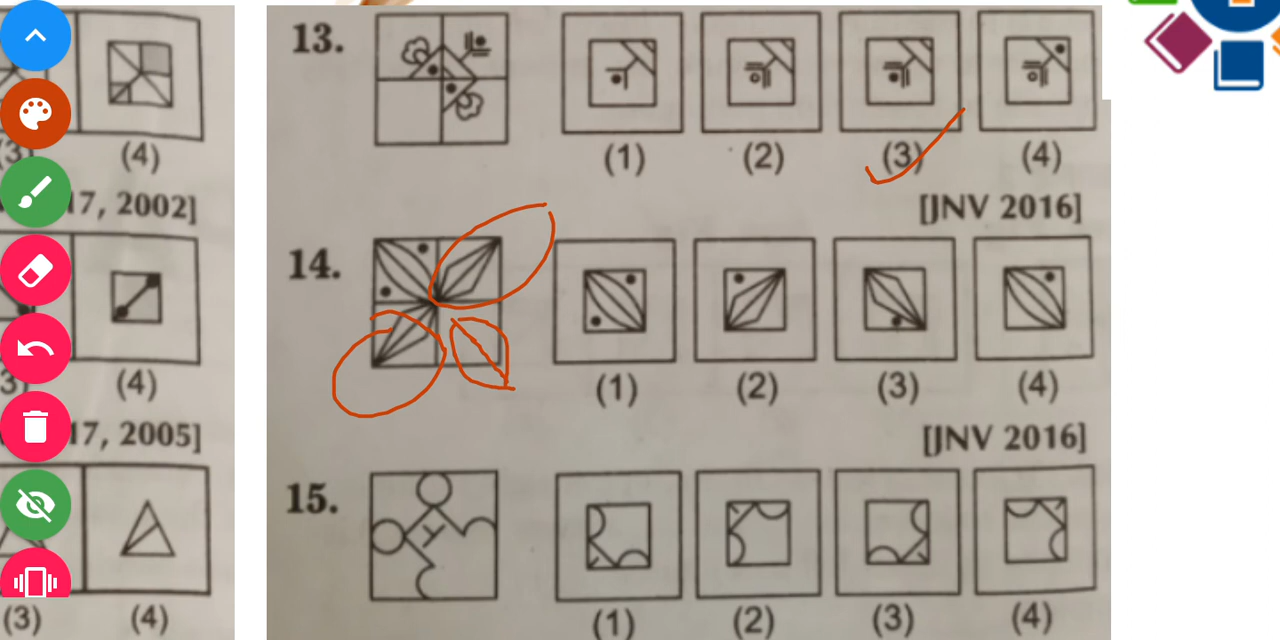 13.
(1) (2) (3) (4)
(3) (4)
17, 2002]
[JNV 2016]
14.
(1) (2) (3) (4)
(4)
17, 2005]
[JNV 2016]
15.
(1) (2) (3) (4)
(3) (4)